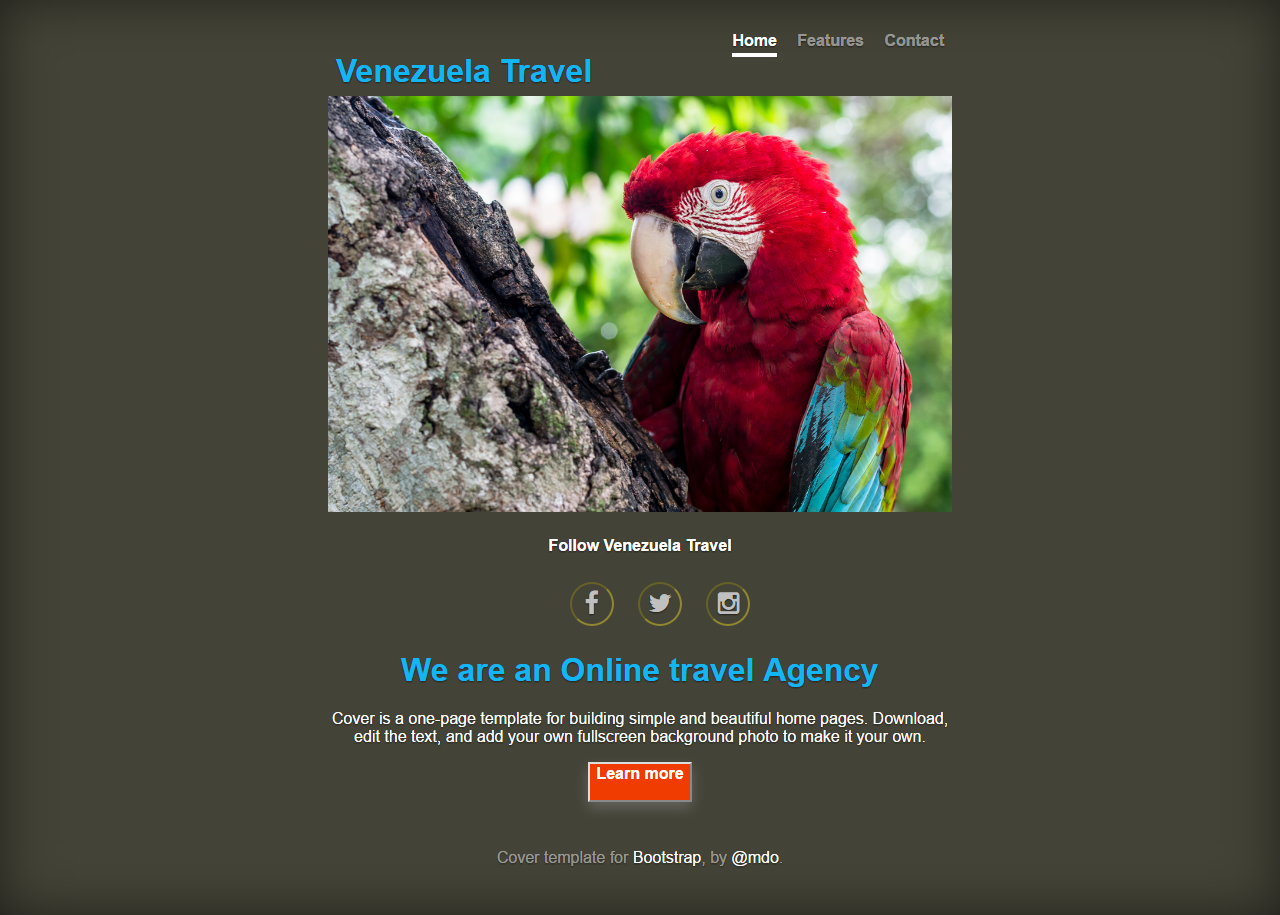 Home Features Contact
Venezuela Travel
Follow Venezuela Travel
We are an Online travel Agency
Cover is a one-page template for building simple and beautiful home pages. Download,
edit the text, and add your own fullscreen background photo to make it your own.
Learn more
Cover template for Bootstrap, by @mdo.